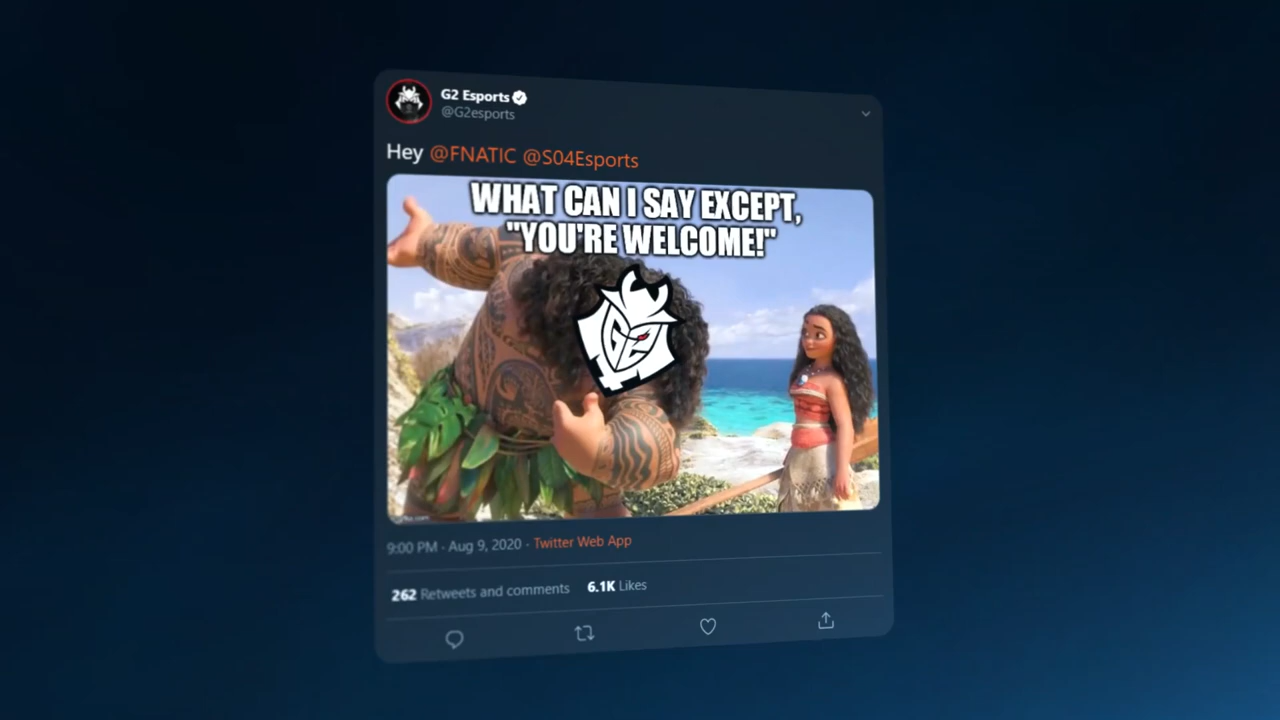 G2 Esports
@G2esports
Hey @FNATIC @S04Esports
WHAT CAN I SAY EXCEPT,
"YOU'RE WELCOME!"
G2
9:00 PM · Aug 9, 2020 · Twitter Web App
262 Retweets and comments 6.1K Likes